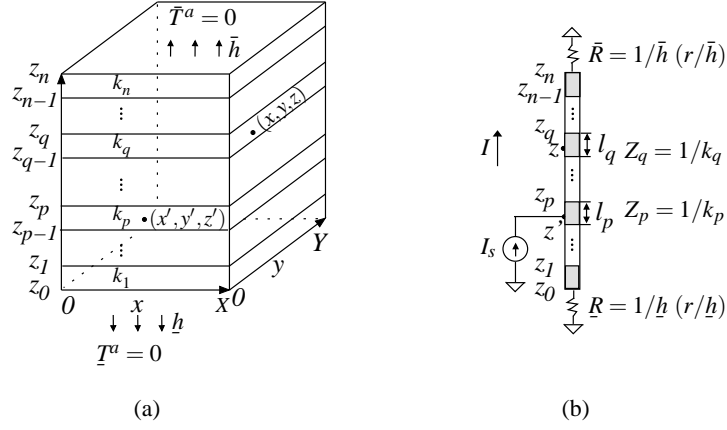 T̄ᵃ = 0
h̄
zₙ
kₙ
zₙ₋₁
⋮
(x,y,z)
z_q
k_q
z_{q-1}
⋮
z_p
k_p
(x′, y′, z′)
z_{p-1}
Y
⋮
y
z₁
k₁
z₀
0
x
X
0
h̲
T̲ᵃ = 0
(a)
R̄ = 1/h̄ (r/h̄)
zₙ
zₙ₋₁
⋮
z_q
I
z
l_q
Z_q = 1/k_q
⋮
z_p
l_p
Z_p = 1/k_p
z'
I_s
⋮
z₁
z₀
R̲ = 1/h̲ (r/h̲)
(b)